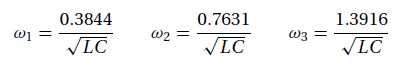 ω₁ = 0.3844/√LC ω₂ = 0.7631/√LC ω₃ = 1.3916/√LC